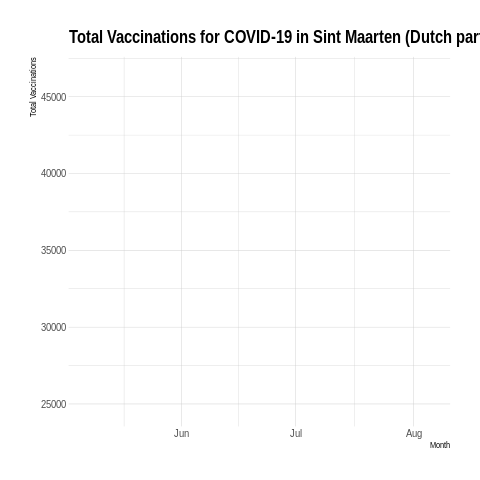 Total Vaccinations for COVID-19 in Sint Maarten (Dutch par
Total Vaccinations
45000
40000
35000
30000
25000
Jun Jul Aug
Month